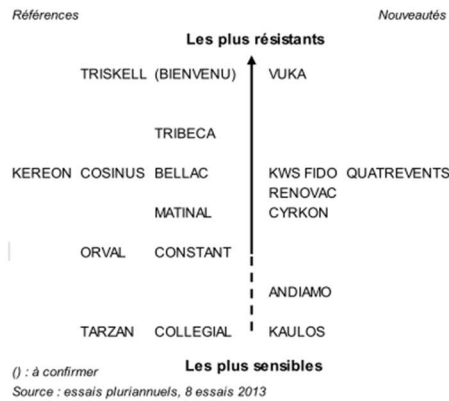 Références Nouveautés
Les plus résistants
TRISKELL (BIENVENU) VUKA
TRIBECA
KEREON COSINUS BELLAC KWS FIDO QUATREVENTS
RENOVAC
MATINAL CYRKON
ORVAL CONSTANT
ANDIAMO
TARZAN COLLEGIAL KAULOS
Les plus sensibles
() : à confirmer
Source : essais pluriannuels, 8 essais 2013